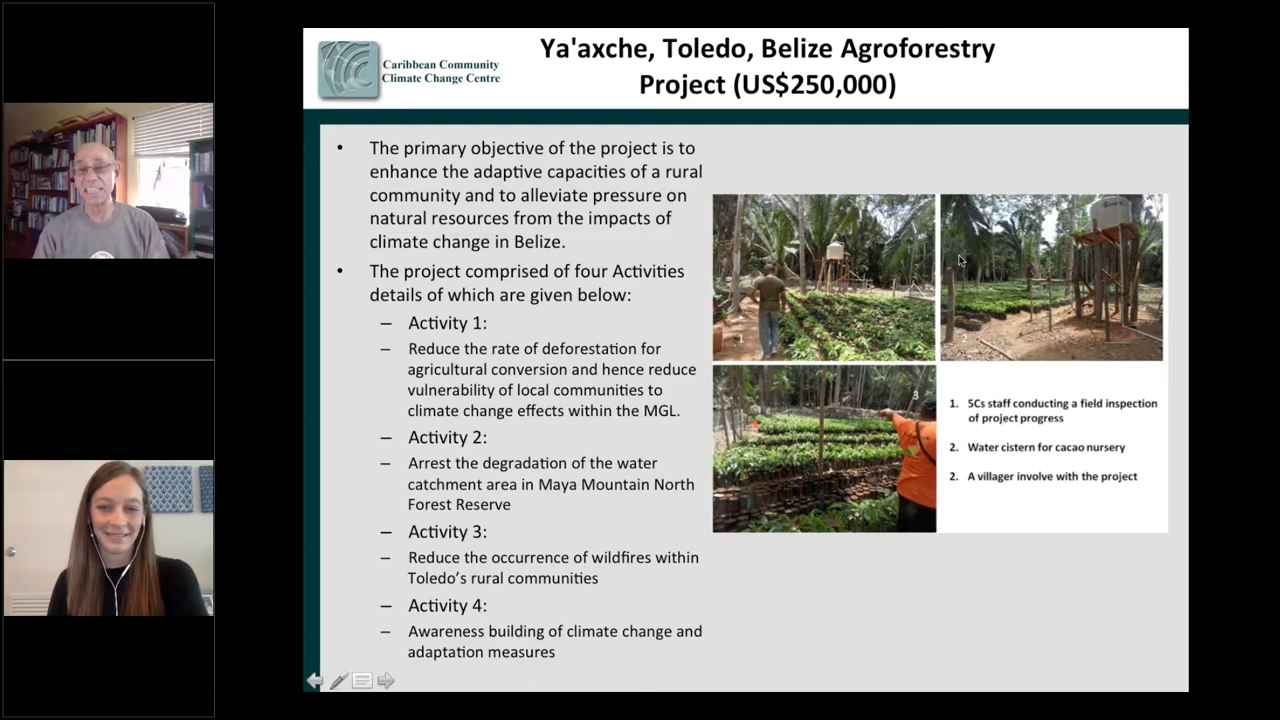 Caribbean Community
Climate Change Centre
Ya'axche, Toledo, Belize Agroforestry
Project (US$250,000)
• The primary objective of the project is to
enhance the adaptive capacities of a rural
community and to alleviate pressure on
natural resources from the impacts of
climate change in Belize.
• The project comprised of four Activities
details of which are given below:
– Activity 1:
– Reduce the rate of deforestation for
agricultural conversion and hence reduce
vulnerability of local communities to
climate change effects within the MGL.
– Activity 2:
– Arrest the degradation of the water
catchment area in Maya Mountain North
Forest Reserve
– Activity 3:
– Reduce the occurrence of wildfires within
Toledo’s rural communities
– Activity 4:
– Awareness building of climate change and
adaptation measures
1
2
3
1. 5Cs staff conducting a field inspection
of project progress
2. Water cistern for cacao nursery
2. A villager involve with the project